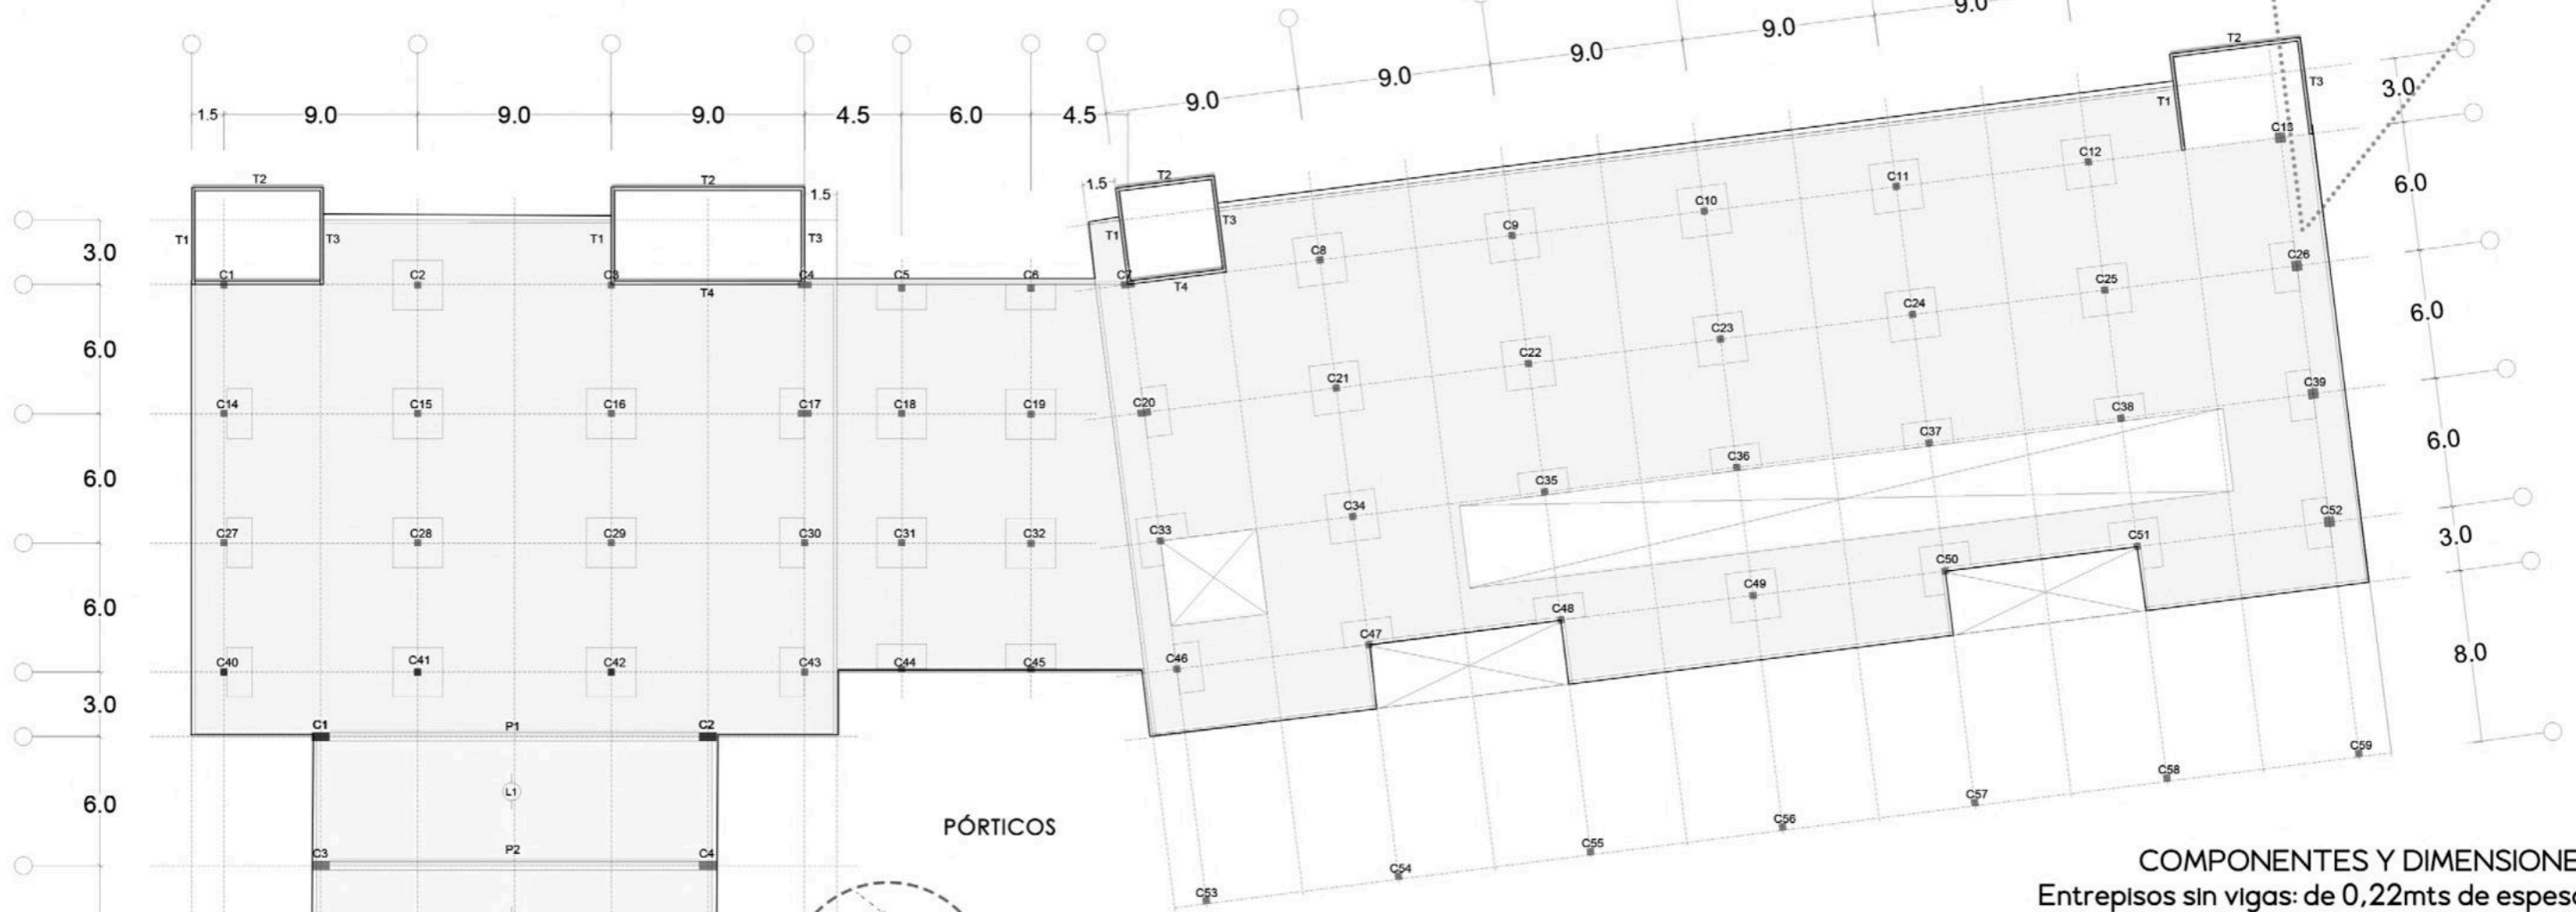 9.0
9.0
9.0
9.0
9.0
3.0
1.5
9.0
9.0
9.0
4.5
6.0
4.5
T2
T3
T1
C13
6.0
T2
T2
1.5
1.5
T2
T1
T3
T1
T3
T1
T3
C12
C11
C10
C9
C8
C26
3.0
C1
C2
C3
C4
C5
C6
C7
T4
T4
C25
C24
C23
C22
C21
C20
6.0
6.0
C14
C15
C16
C17
C18
C19
C39
C38
C37
C36
C35
C34
C33
6.0
6.0
C27
C28
C29
C30
C31
C32
C52
C51
C50
C49
C48
C47
C46
3.0
6.0
C40
C41
C42
C43
C44
C45
8.0
3.0
C1
P1
C2
L1
6.0
C3
P2
C4
PÓRTICOS
C59
C58
C57
C56
C55
C54
C53
COMPONENTES Y DIMENSIONE
Entrepisos sin vigas: de 0,22mts de espes